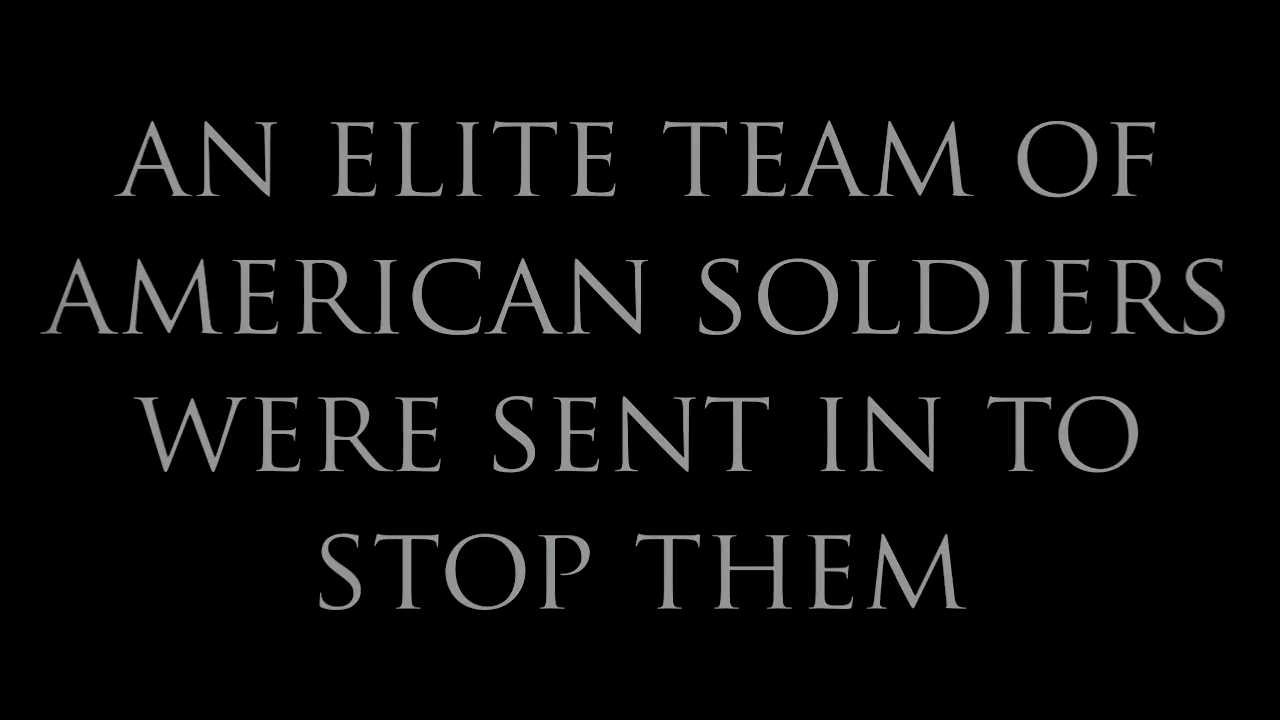 AN ELITE TEAM OF
AMERICAN SOLDIERS
WERE SENT IN TO
STOP THEM